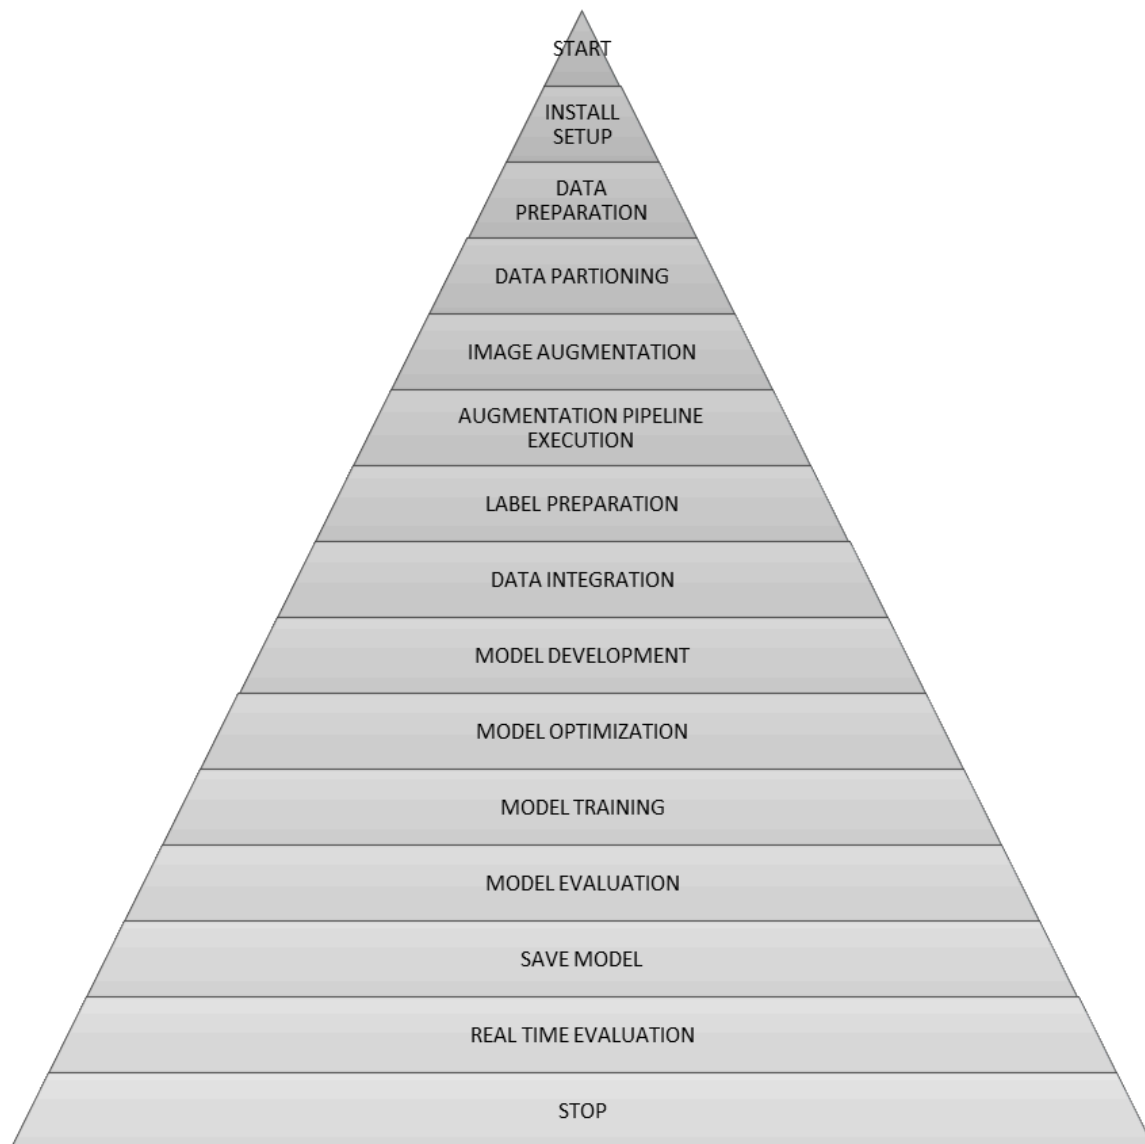 START
INSTALL
SETUP
DATA
PREPARATION
DATA PARTIONING
IMAGE AUGMENTATION
AUGMENTATION PIPELINE
EXECUTION
LABEL PREPARATION
DATA INTEGRATION
MODEL DEVELOPMENT
MODEL OPTIMIZATION
MODEL TRAINING
MODEL EVALUATION
SAVE MODEL
REAL TIME EVALUATION
STOP